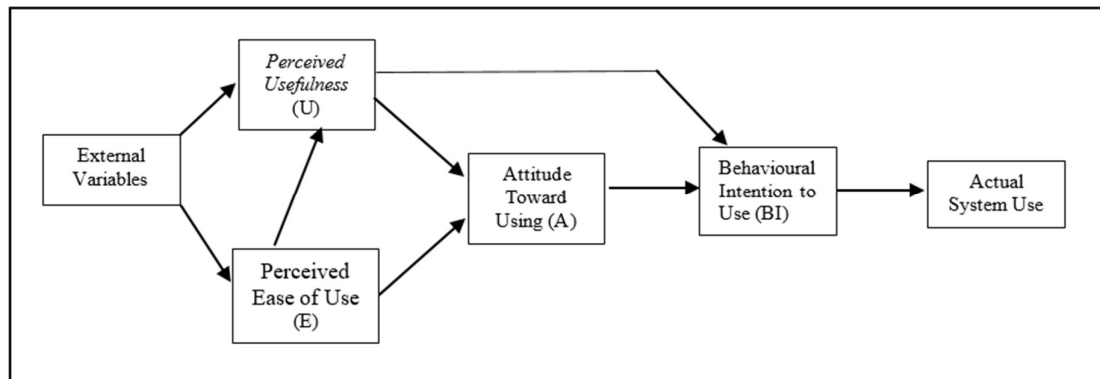 External
Variables
Perceived
Usefulness
(U)
Perceived
Ease of Use
(E)
Attitude
Toward
Using (A)
Behavioural
Intention to
Use (BI)
Actual
System Use